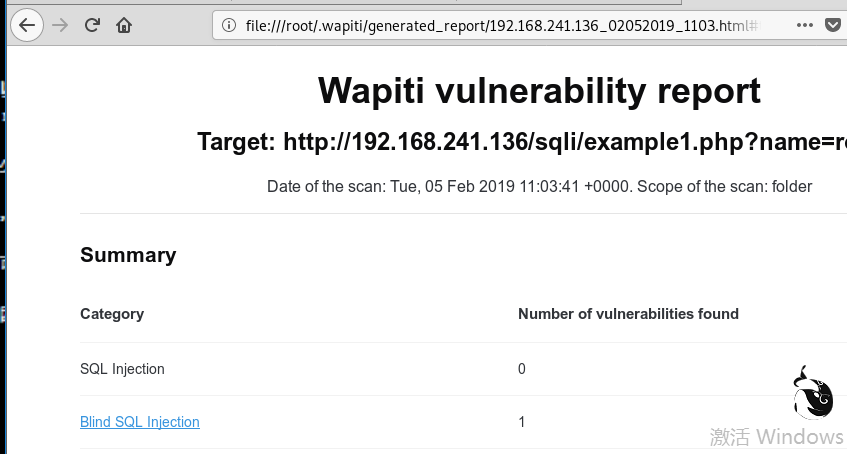 file:///root/.wapiti/generated_report/192.168.241.136_02052019_1103.html#
Wapiti vulnerability report
Target: http://192.168.241.136/sqli/example1.php?name=ro
Date of the scan: Tue, 05 Feb 2019 11:03:41 +0000. Scope of the scan: folder
Summary
Category Number of vulnerabilities found
SQL Injection 0
Blind SQL Injection 1
激活 Windows